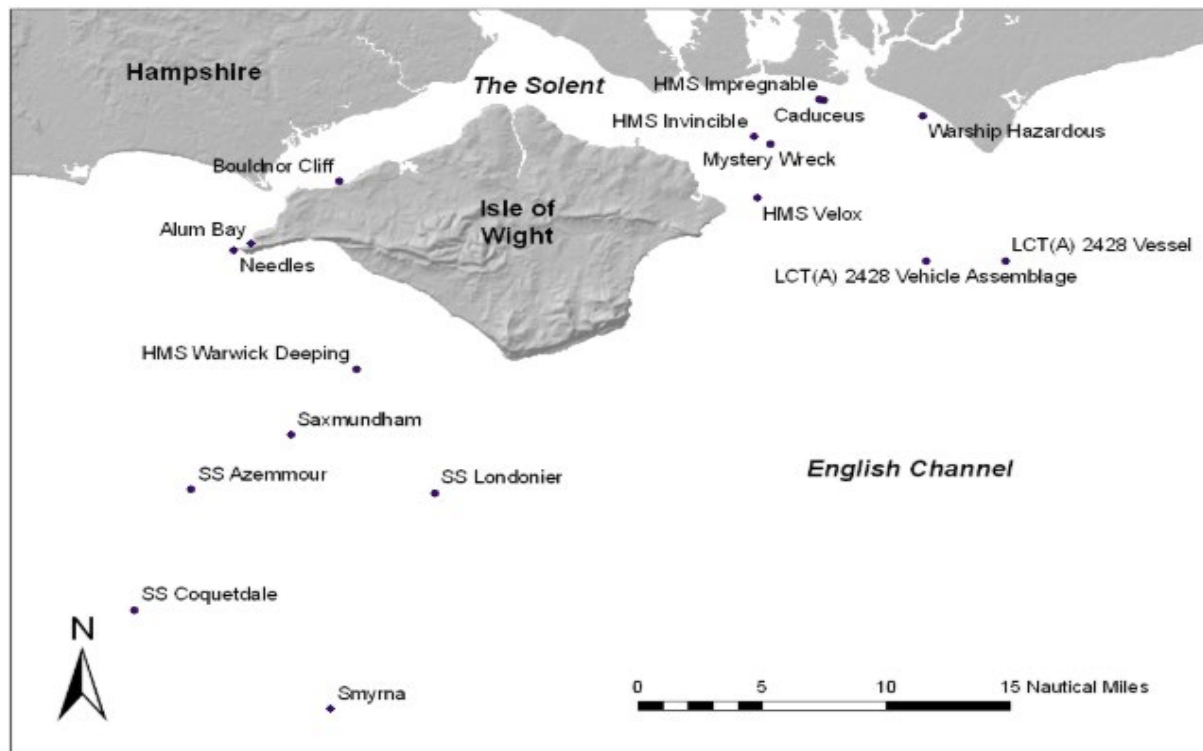 Hampshire
The Solent
HMS Impregnable
Caduceus
HMS Invincible
Warship Hazardous
Mystery Wreck
Bouldnor Cliff
Isle of
Wight
HMS Velox
Alum Bay
Needles
LCT(A) 2428 Vessel
LCT(A) 2428 Vehicle Assemblage
HMS Warwick Deeping
Saxmundham
SS Azemmour
SS Londonier
English Channel
SS Coquetdale
N
Smyrna
0 5 10 15 Nautical Miles